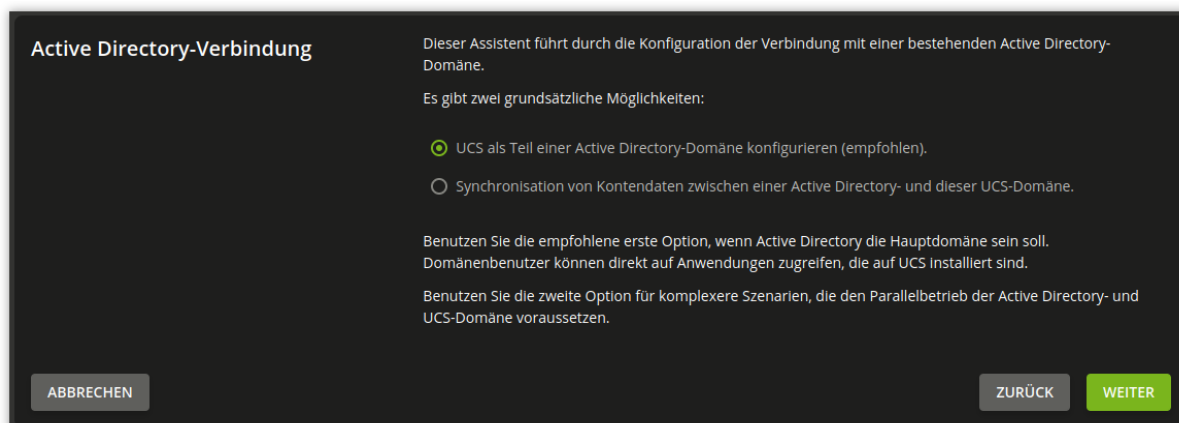 Active Directory-Verbindung
Dieser Assistent führt durch die Konfiguration der Verbindung mit einer bestehenden Active Directory-
Domäne.
Es gibt zwei grundsätzliche Möglichkeiten:
UCS als Teil einer Active Directory-Domäne konfigurieren (empfohlen).
Synchronisation von Kontendaten zwischen einer Active Directory- und dieser UCS-Domäne.
Benutzen Sie die empfohlene erste Option, wenn Active Directory die Hauptdomäne sein soll.
Domänenbenutzer können direkt auf Anwendungen zugreifen, die auf UCS installiert sind.
Benutzen Sie die zweite Option für komplexere Szenarien, die den Parallelbetrieb der Active Directory- und
UCS-Domäne voraussetzen.
ABBRECHEN
ZURÜCK
WEITER